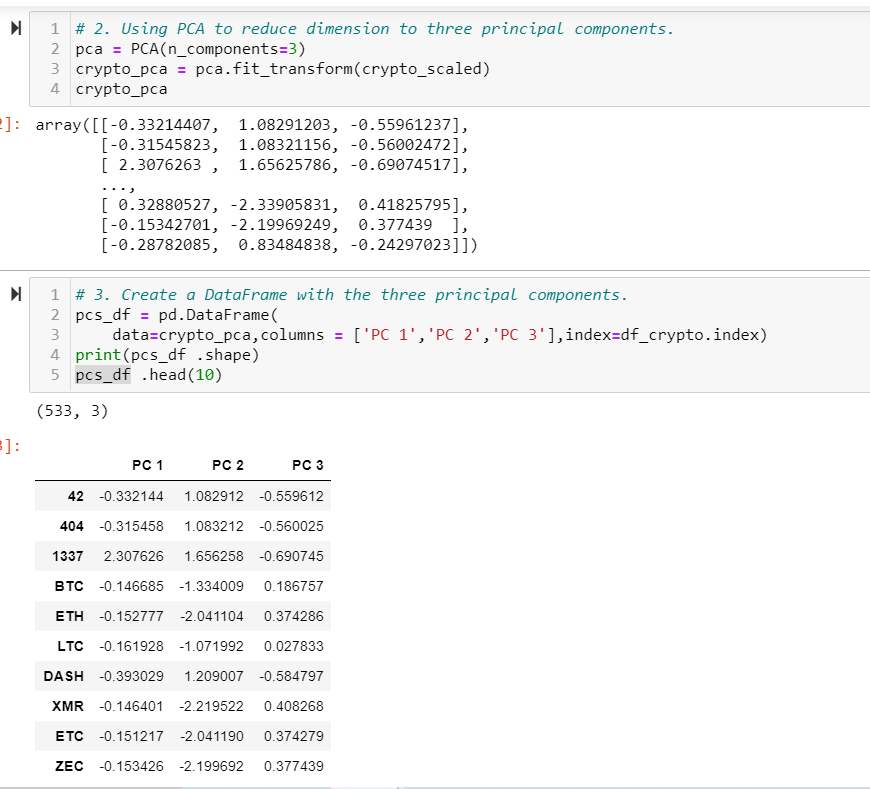 1 # 2. Using PCA to reduce dimension to three principal components.
2 pca = PCA(n_components=3)
3 crypto_pca = pca.fit_transform(crypto_scaled)
4 crypto_pca
2]: array([[-0.33214407,  1.08291203, -0.55961237],
[-0.31545823,  1.08321156, -0.56002472],
[ 2.3076263 ,  1.65625786, -0.69074517],
...,
[ 0.32880527, -2.33905831,  0.41825795],
[-0.15342701, -2.19969249,  0.377439  ],
[-0.28782085,  0.83484838, -0.24297023]])
1 # 3. Create a DataFrame with the three principal components.
2 pcs_df = pd.DataFrame(
3     data=crypto_pca,columns = ['PC 1','PC 2','PC 3'],index=df_crypto.index)
4 print(pcs_df .shape)
5 pcs_df .head(10)
(533, 3)
3]:
PC 1 PC 2 PC 3
42 -0.332144 1.082912 -0.559612
404 -0.315458 1.083212 -0.560025
1337 2.307626 1.656258 -0.690745
BTC -0.146685 -1.334009 0.186757
ETH -0.152777 -2.041104 0.374286
LTC -0.161928 -1.071992 0.027833
DASH -0.393029 1.209007 -0.584797
XMR -0.146401 -2.219522 0.408268
ETC -0.151217 -2.041190 0.374279
ZEC -0.153426 -2.199692 0.377439